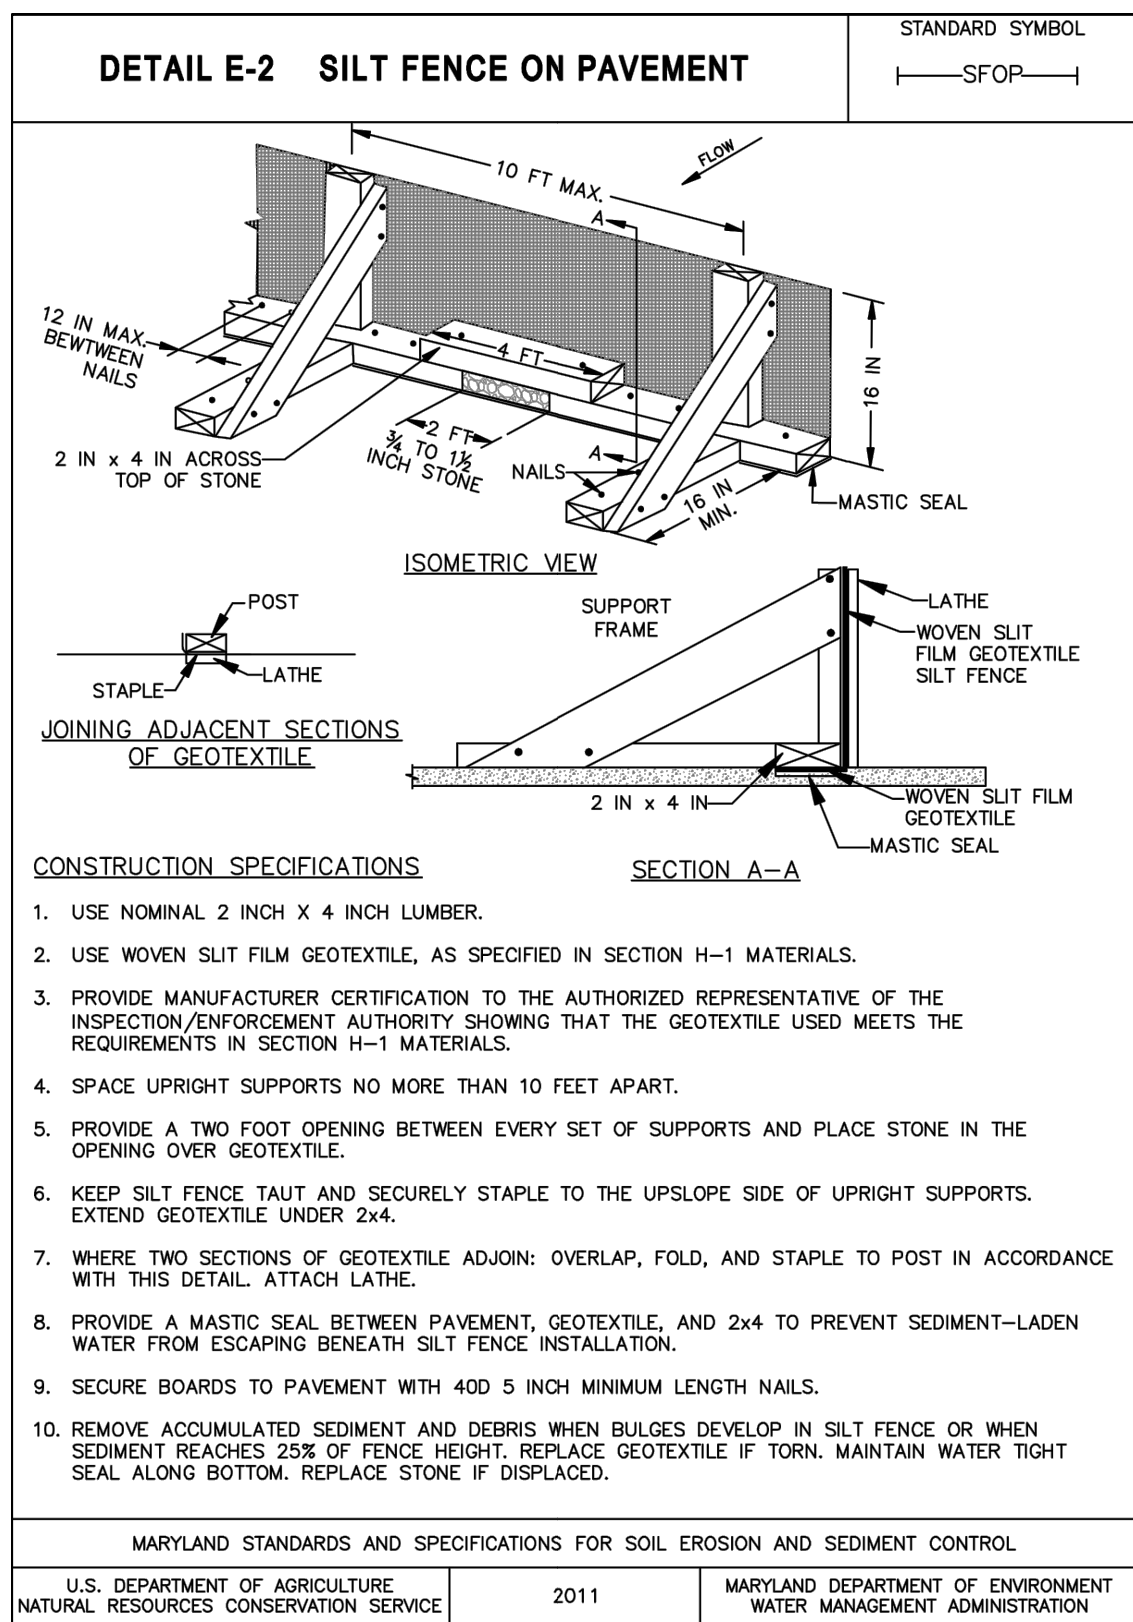 DETAIL E-2 SILT FENCE ON PAVEMENT
STANDARD SYMBOL
SFOP
FLOW
10 FT MAX.
A
12 IN MAX.
BEWTWEEN
NAILS
4 FT
16 IN
2 FT
¾ TO 1½
INCH STONE
A
2 IN x 4 IN ACROSS
TOP OF STONE
NAILS
16 IN
MIN.
MASTIC SEAL
ISOMETRIC VIEW
POST
STAPLE
LATHE
JOINING ADJACENT SECTIONS
OF GEOTEXTILE
SUPPORT
FRAME
LATHE
WOVEN SLIT
FILM GEOTEXTILE
SILT FENCE
2 IN x 4 IN
WOVEN SLIT FILM
GEOTEXTILE
MASTIC SEAL
SECTION A-A
CONSTRUCTION SPECIFICATIONS
1. USE NOMINAL 2 INCH X 4 INCH LUMBER.
2. USE WOVEN SLIT FILM GEOTEXTILE, AS SPECIFIED IN SECTION H-1 MATERIALS.
3. PROVIDE MANUFACTURER CERTIFICATION TO THE AUTHORIZED REPRESENTATIVE OF THE
INSPECTION/ENFORCEMENT AUTHORITY SHOWING THAT THE GEOTEXTILE USED MEETS THE
REQUIREMENTS IN SECTION H-1 MATERIALS.
4. SPACE UPRIGHT SUPPORTS NO MORE THAN 10 FEET APART.
5. PROVIDE A TWO FOOT OPENING BETWEEN EVERY SET OF SUPPORTS AND PLACE STONE IN THE
OPENING OVER GEOTEXTILE.
6. KEEP SILT FENCE TAUT AND SECURELY STAPLE TO THE UPSLOPE SIDE OF UPRIGHT SUPPORTS.
EXTEND GEOTEXTILE UNDER 2x4.
7. WHERE TWO SECTIONS OF GEOTEXTILE ADJOIN: OVERLAP, FOLD, AND STAPLE TO POST IN ACCORDANCE
WITH THIS DETAIL. ATTACH LATHE.
8. PROVIDE A MASTIC SEAL BETWEEN PAVEMENT, GEOTEXTILE, AND 2x4 TO PREVENT SEDIMENT-LADEN
WATER FROM ESCAPING BENEATH SILT FENCE INSTALLATION.
9. SECURE BOARDS TO PAVEMENT WITH 40D 5 INCH MINIMUM LENGTH NAILS.
10. REMOVE ACCUMULATED SEDIMENT AND DEBRIS WHEN BULGES DEVELOP IN SILT FENCE OR WHEN
SEDIMENT REACHES 25% OF FENCE HEIGHT. REPLACE GEOTEXTILE IF TORN. MAINTAIN WATER TIGHT
SEAL ALONG BOTTOM. REPLACE STONE IF DISPLACED.
MARYLAND STANDARDS AND SPECIFICATIONS FOR SOIL EROSION AND SEDIMENT CONTROL
U.S. DEPARTMENT OF AGRICULTURE
NATURAL RESOURCES CONSERVATION SERVICE
2011
MARYLAND DEPARTMENT OF ENVIRONMENT
WATER MANAGEMENT ADMINISTRATION